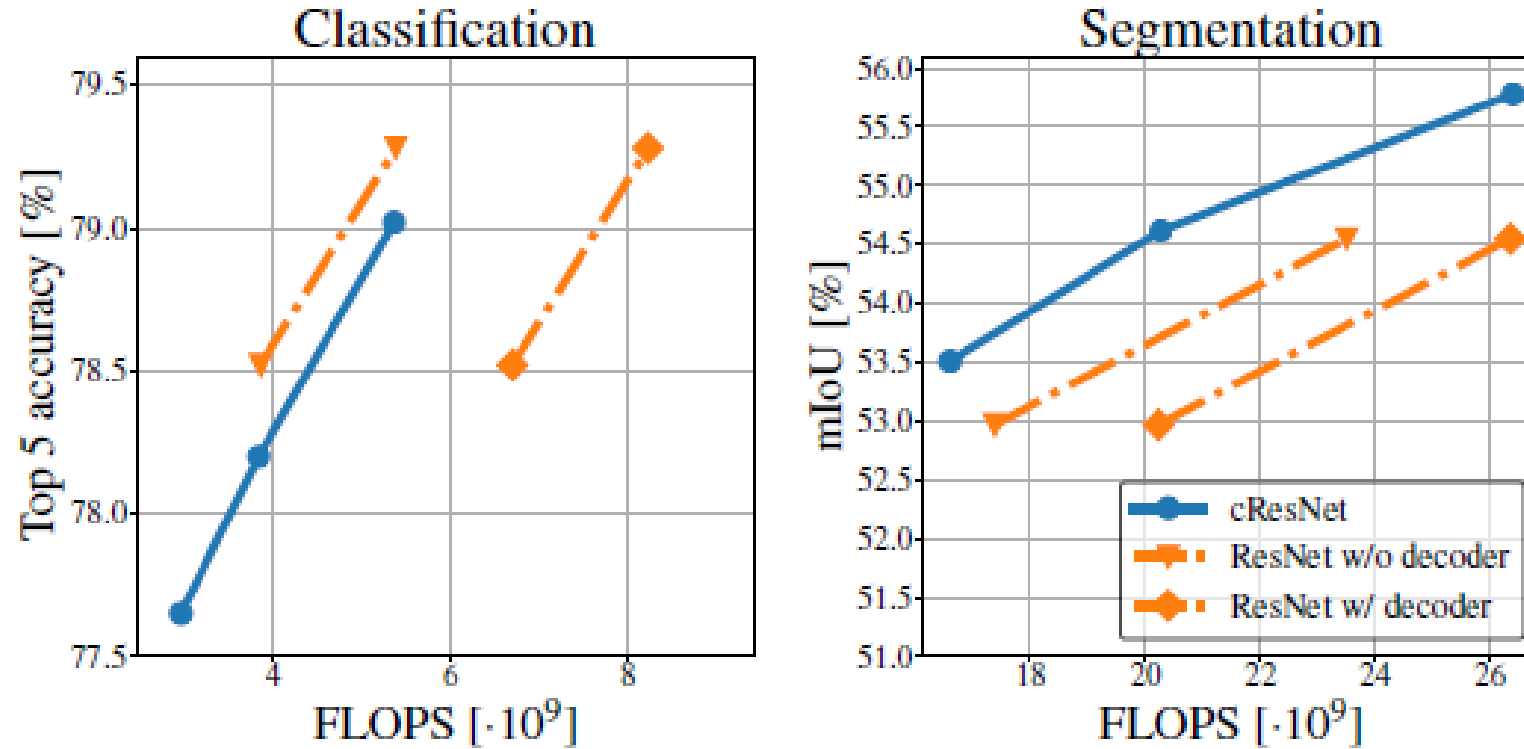 Classification
Top 5 accuracy [%]
79.5
79.0
78.5
78.0
77.5
4 6 8
FLOPS [·10⁹]
Segmentation
mIoU [%]
56.0
55.5
55.0
54.5
54.0
53.5
53.0
52.5
52.0
51.5
51.0
18 20 22 24 26
FLOPS [·10⁹]
cResNet
ResNet w/o decoder
ResNet w/ decoder